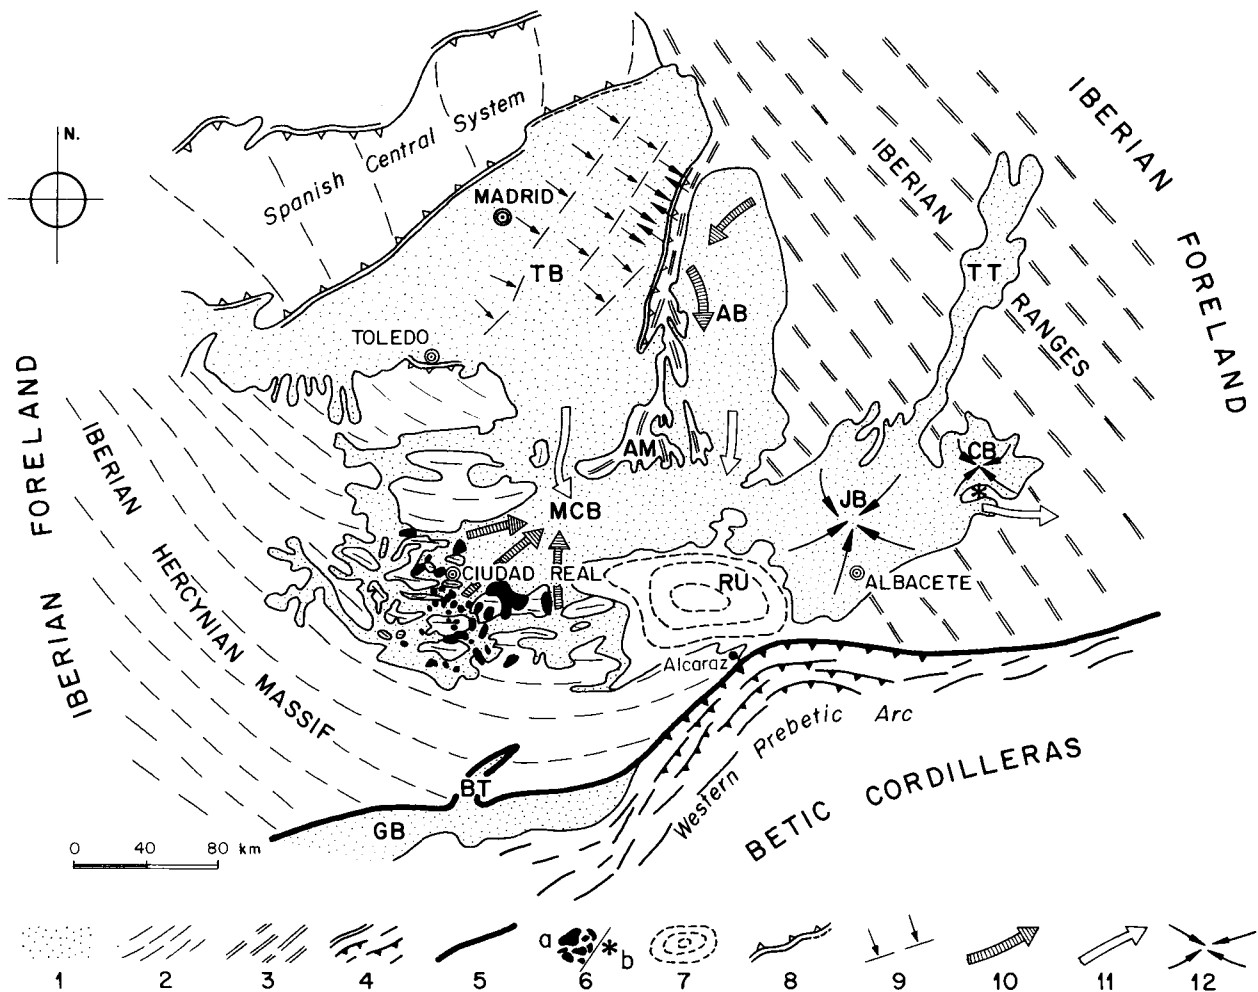 N.
Spanish Central System
MADRID
TB
TOLEDO
AB
IBERIAN FORELAND
IBERIAN RANGES
TT
AM
CB
*
JB
MCB
CIUDAD REAL
RU
ALBACETE
Alcaraz
IBERIAN FORELAND
IBERIAN HERCYNIAN MASSIF
BT
GB
Western Prebetic Arc
BETIC CORDILLERAS
0 40 80 km
a * b
1 2 3 4 5 6 7 8 9 10 11 12